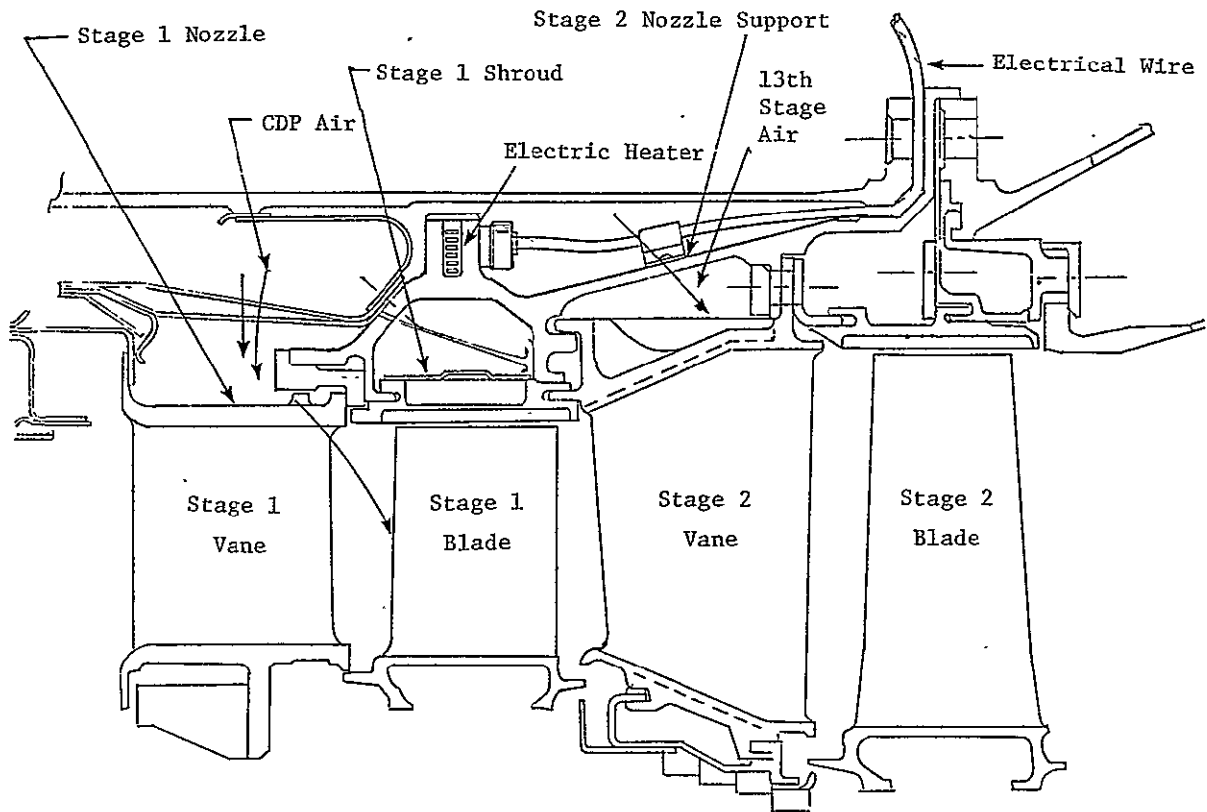 Stage 2 Nozzle Support
Stage 1 Nozzle
Electrical Wire
Stage 1 Shroud
13th
Stage
Air
CDP Air
Electric Heater
Stage 1
Vane
Stage 1
Blade
Stage 2
Vane
Stage 2
Blade